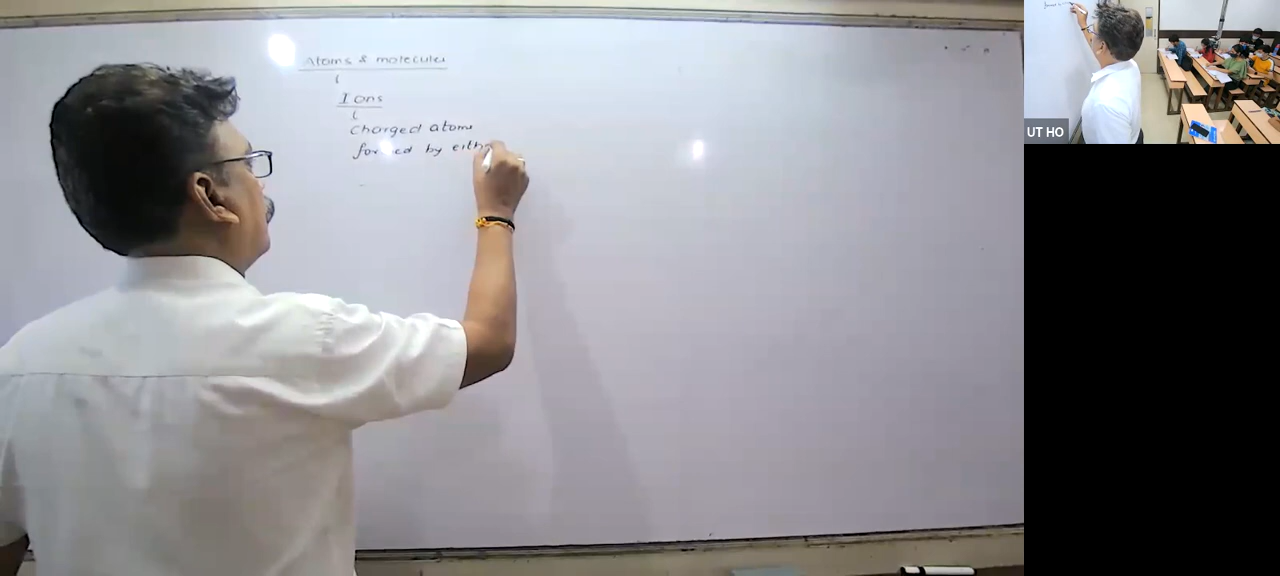 Atoms & molecules
Ions
Charged atoms
formed by eith
UT HO